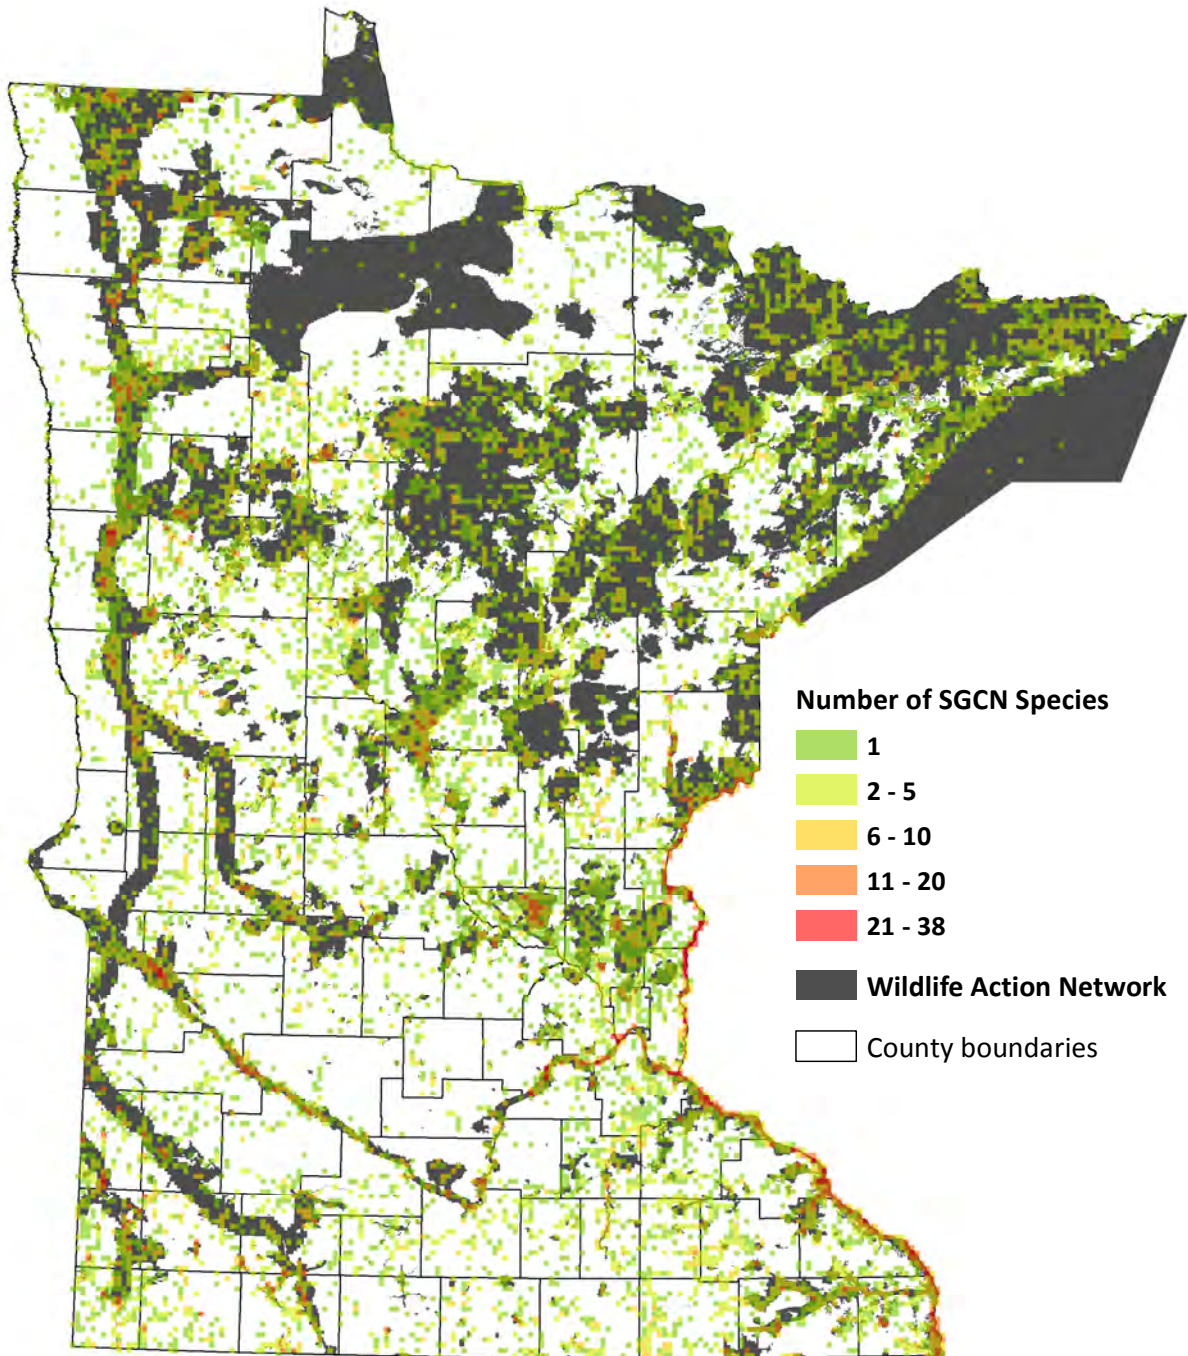 Number of SGCN Species
1
2 - 5
6 - 10
11 - 20
21 - 38
Wildlife Action Network
County boundaries